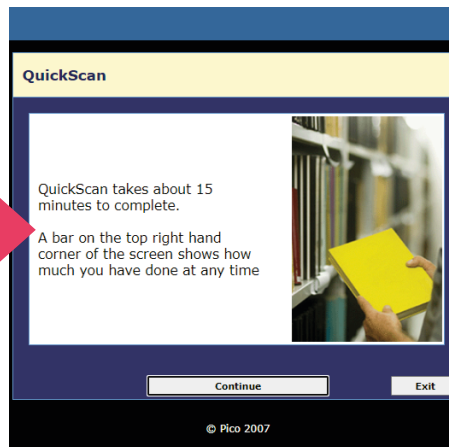 QuickScan
QuickScan takes about 15
minutes to complete.
A bar on the top right hand
corner of the screen shows how
much you have done at any time
Continue
Exit
© Pico 2007